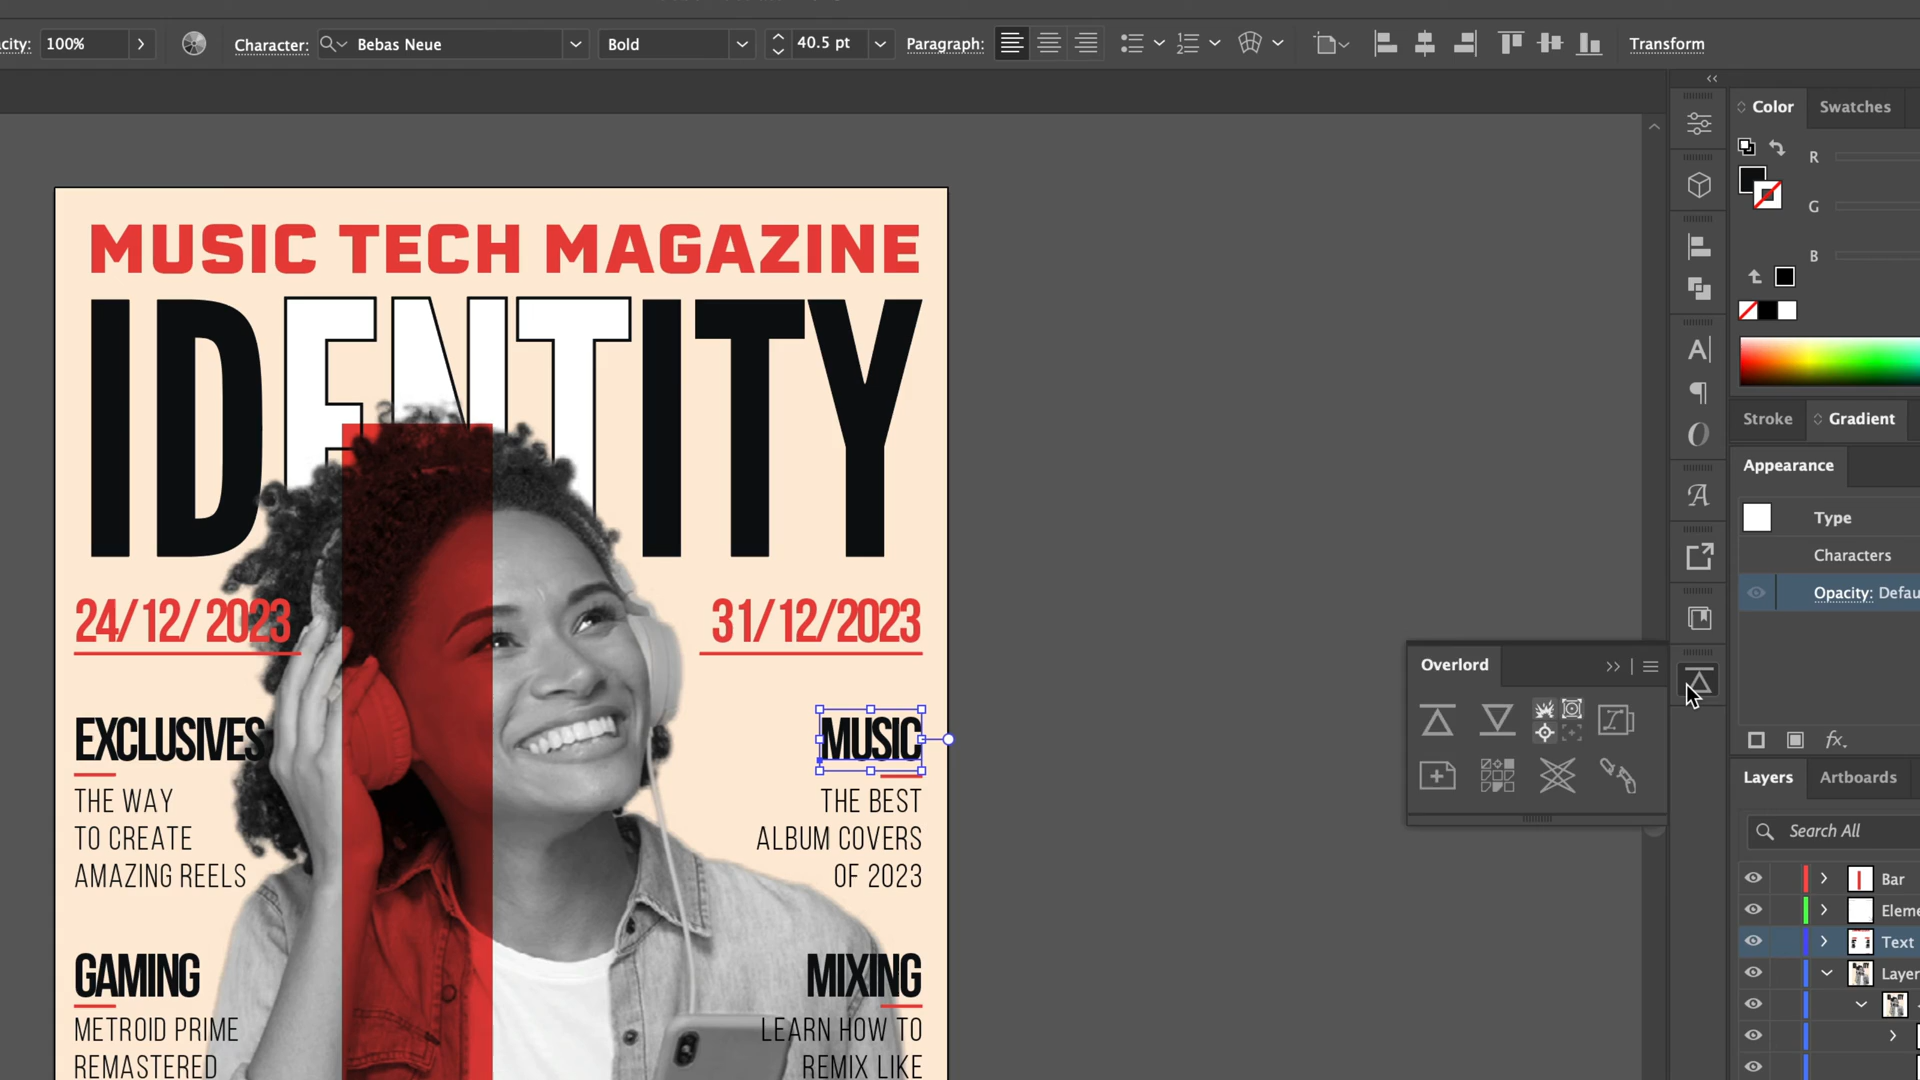 city: 100% Character: Bebas Neue Bold 40.5 pt Paragraph: Transform
Color Swatches
R
G
B
Stroke Gradient
Appearance
Type
Characters
Opacity: Defau
Layers Artboards
Search All
Bar
Eleme
Text
Layer
Overlord
MUSIC TECH MAGAZINE
IDENTITY
24/12/2023
31/12/2023
EXCLUSIVES
THE WAY
TO CREATE
AMAZING REELS
MUSIC
THE BEST
ALBUM COVERS
OF 2023
GAMING
METROID PRIME
REMASTERED
MIXING
LEARN HOW TO
REMIX LIKE